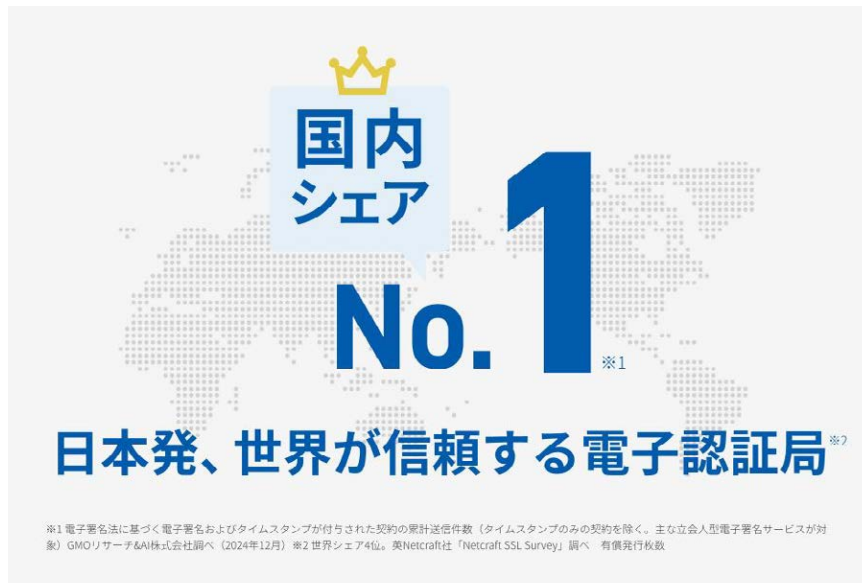 国内
シェア
No.1※1
日本発、世界が信頼する電子認証局※2
※1 電子署名法に基づく電子署名およびタイムスタンプが付与された契約の累計送信件数（タイムスタンプのみの契約を除く。主な立会人型電子署名サービスが対
象）GMOリサーチ&AI株式会社調べ（2024年12月）※2 世界シェア4位。英Netcraft社「Netcraft SSL Survey」調べ　有償発行枚数